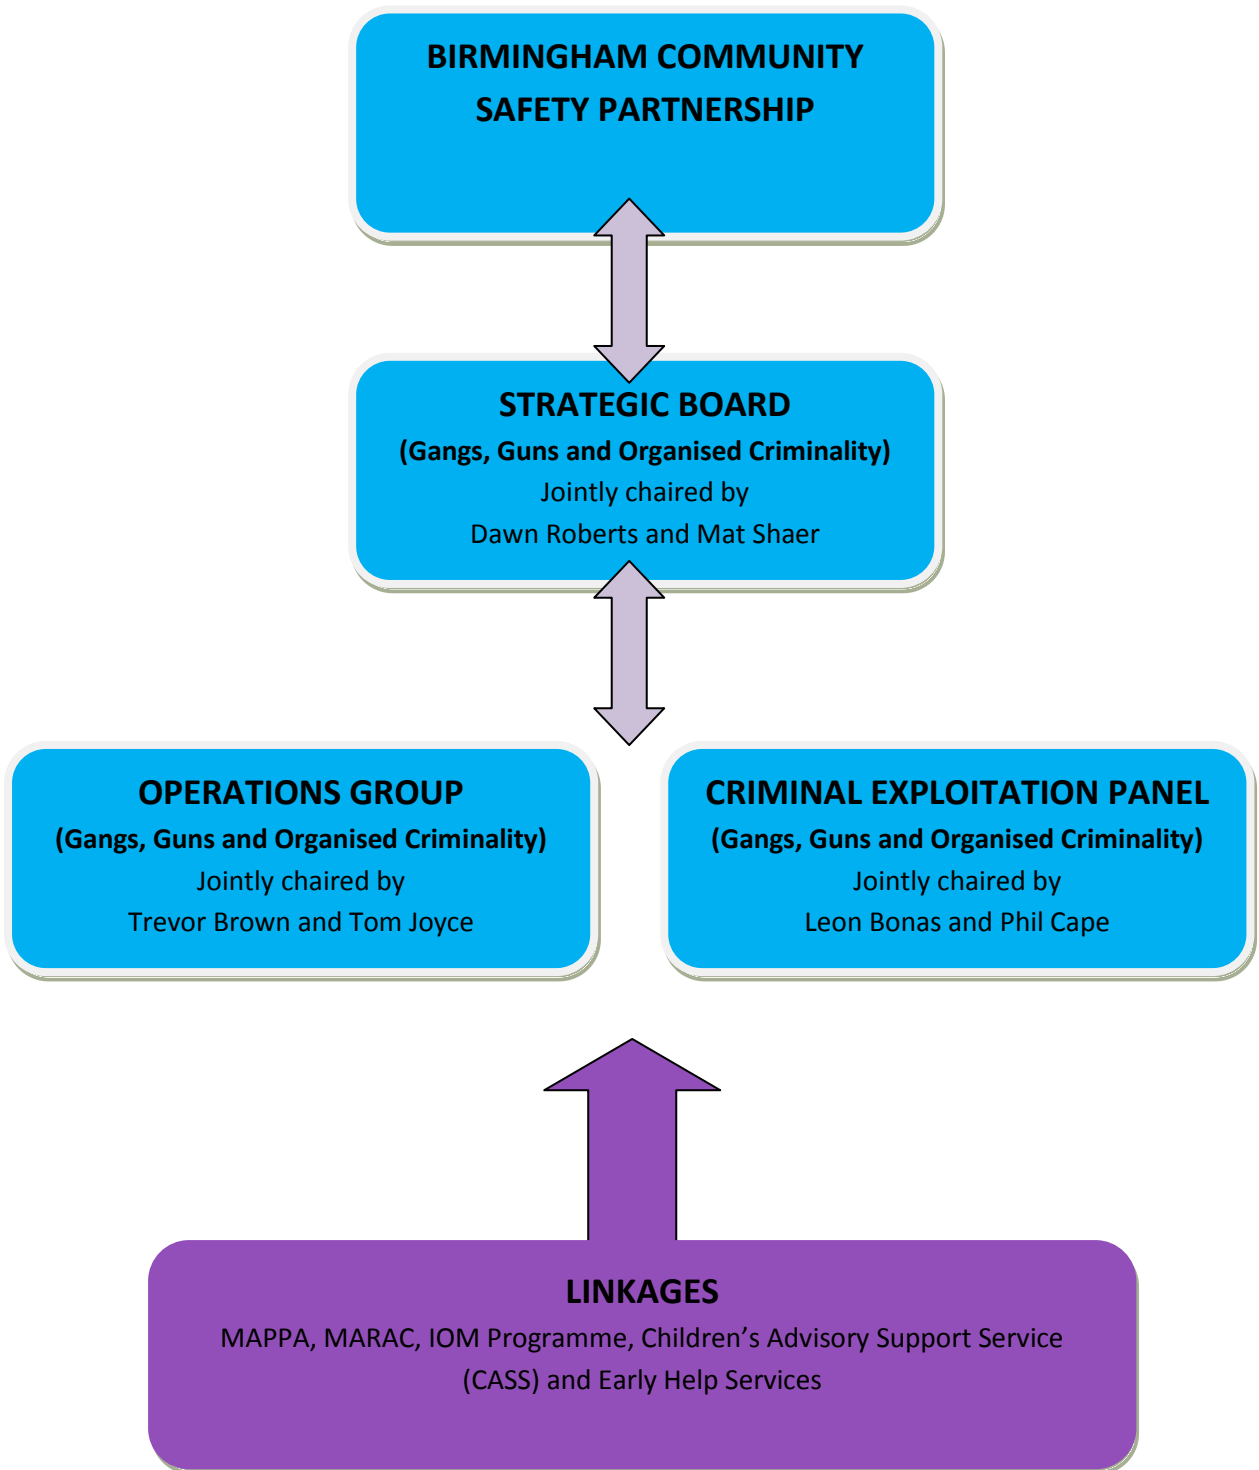 BIRMINGHAM COMMUNITY
SAFETY PARTNERSHIP
STRATEGIC BOARD
(Gangs, Guns and Organised Criminality)
Jointly chaired by
Dawn Roberts and Mat Shaer
OPERATIONS GROUP
(Gangs, Guns and Organised Criminality)
Jointly chaired by
Trevor Brown and Tom Joyce
CRIMINAL EXPLOITATION PANEL
(Gangs, Guns and Organised Criminality)
Jointly chaired by
Leon Bonas and Phil Cape
LINKAGES
MAPPA, MARAC, IOM Programme, Children’s Advisory Support Service
(CASS) and Early Help Services